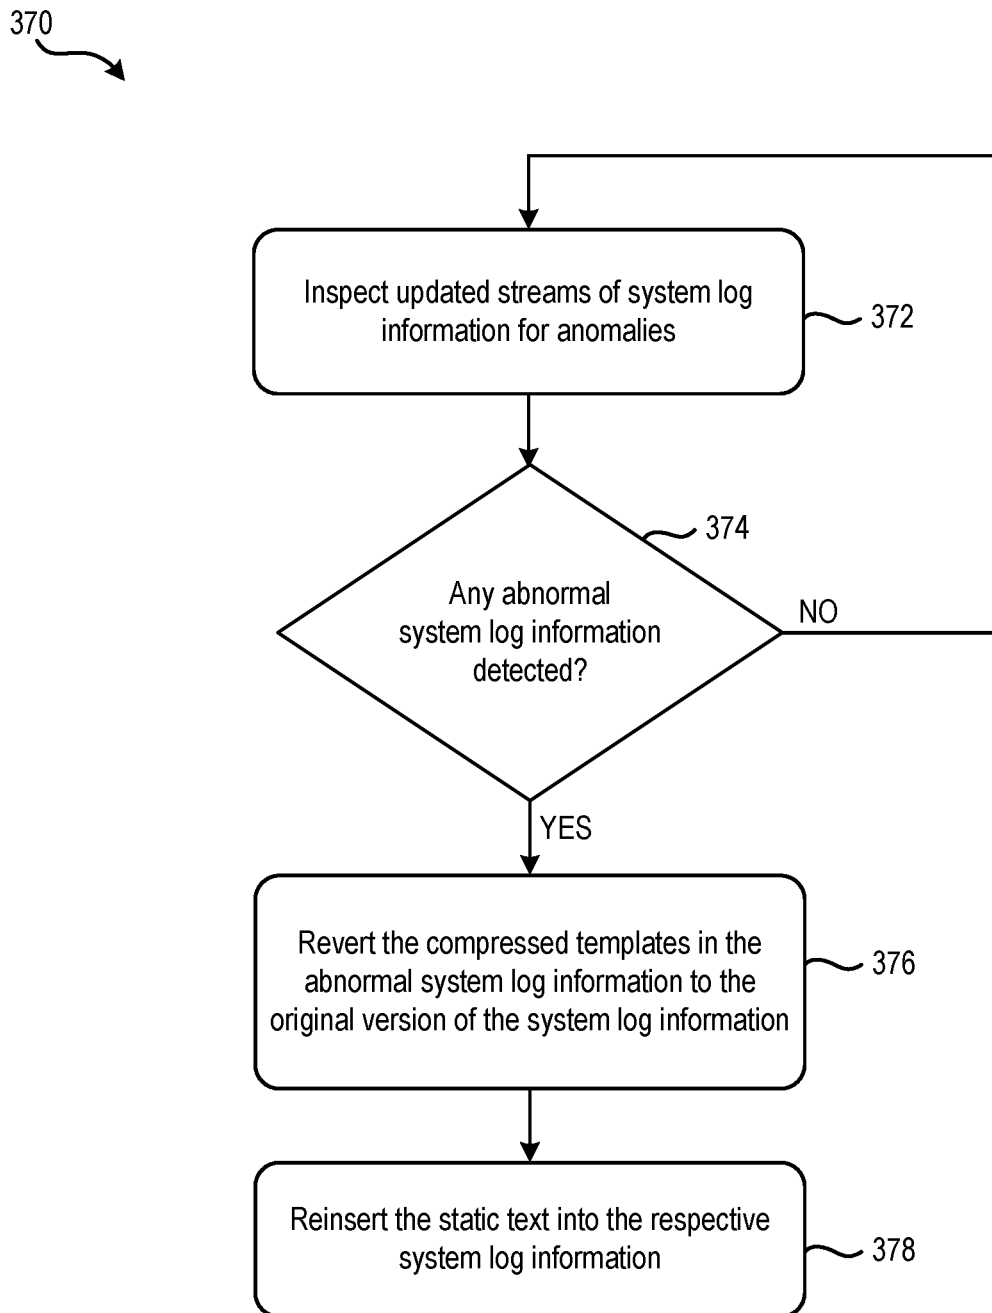 370
Inspect updated streams of system log
information for anomalies
372
374
Any abnormal
system log information
detected?
NO
YES
Revert the compressed templates in the
abnormal system log information to the
original version of the system log information
376
Reinsert the static text into the respective
system log information
378